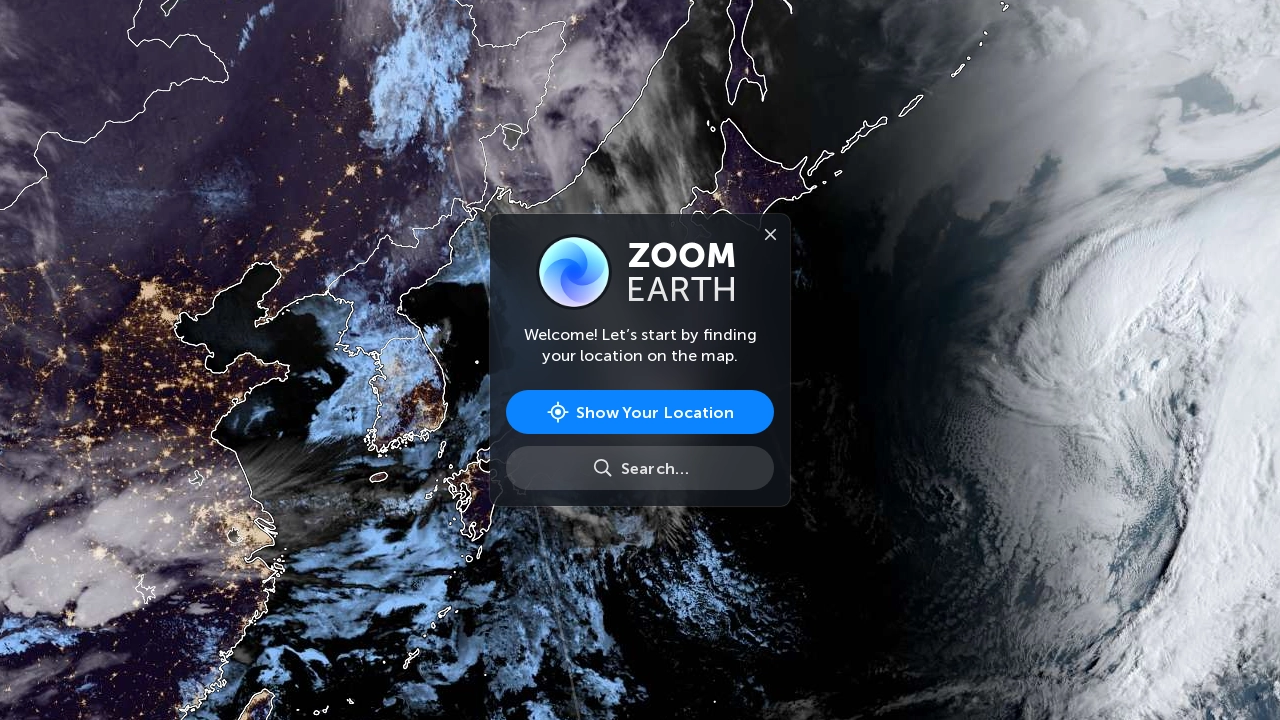 ZOOM
EARTH
Welcome! Let’s start by finding
your location on the map.
Show Your Location
Search…